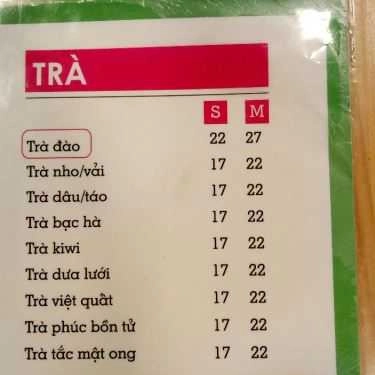 TRÀ
S M
Trà đào 22 27
Trà nho/vải 17 22
Trà dâu/táo 17 22
Trà bạc hà 17 22
Trà kiwi 17 22
Trà dưa lưới 17 22
Trà việt quất 17 22
Trà phúc bồn tử 17 22
Trà tắc mật ong 17 22